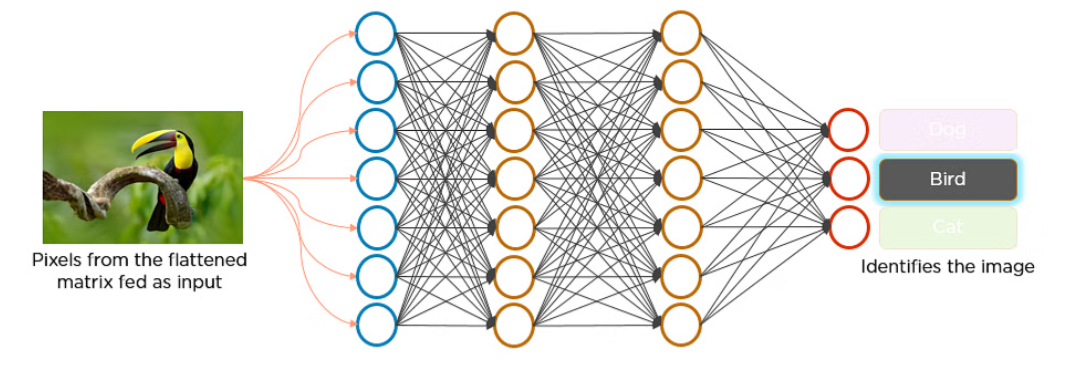 Dog
Bird
Cat
Pixels from the flattened
matrix fed as input
Identifies the image